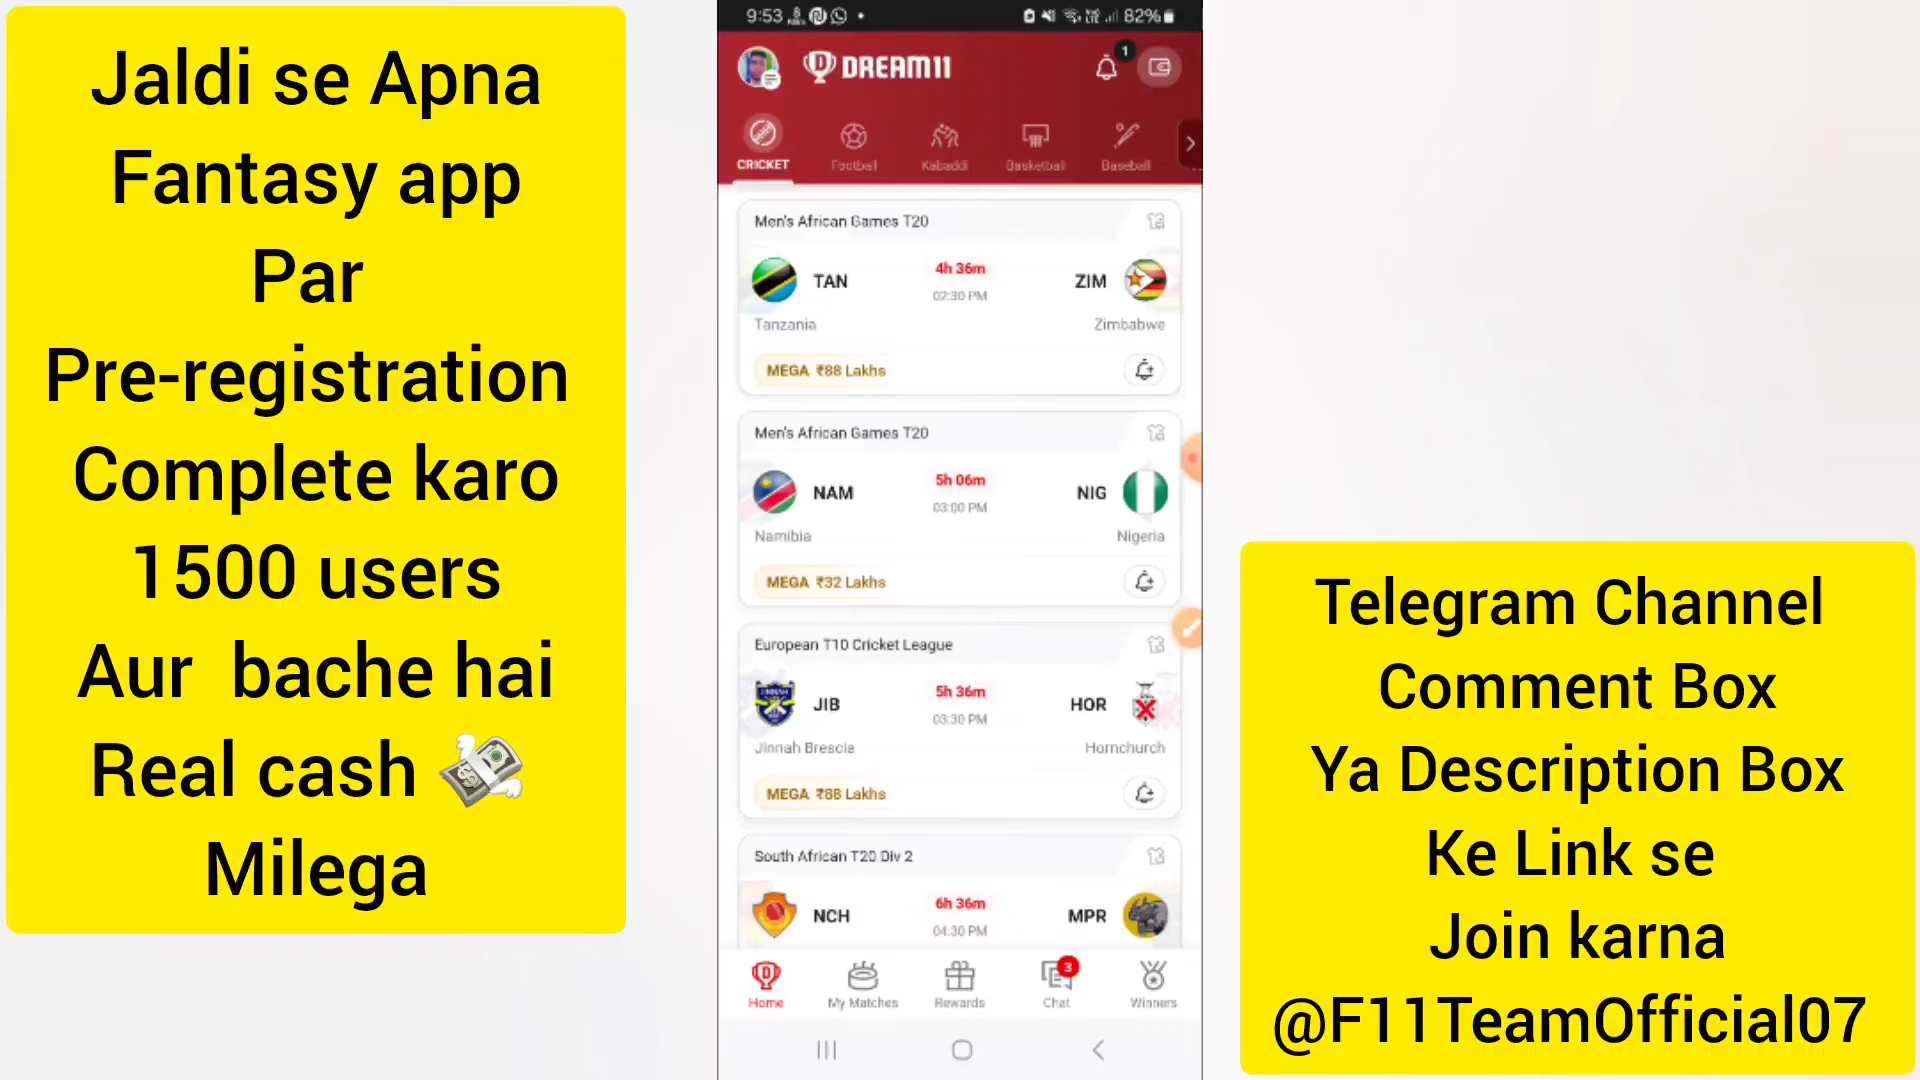 Jaldi se Apna
Fantasy app
Par
Pre-registration
Complete karo
1500 users
Aur bache hai
Real cash 💸
Milega
9:53
82%
DREAM11
1
CRICKET
Football
Kabaddi
Basketball
Baseball
Men's African Games T20
TAN
4h 36m
ZIM
02:30 PM
Tanzania
Zimbabwe
MEGA ₹88 Lakhs
Men's African Games T20
NAM
5h 06m
NIG
03:00 PM
Namibia
Nigeria
MEGA ₹32 Lakhs
European T10 Cricket League
JIB
5h 36m
HOR
03:30 PM
Jinnah Brescia
Hornchurch
MEGA ₹88 Lakhs
South African T20 Div 2
NCH
6h 36m
MPR
04:30 PM
3
Home
My Matches
Rewards
Chat
Winners
Telegram Channel
Comment Box
Ya Description Box
Ke Link se
Join karna
@F11TeamOfficial07